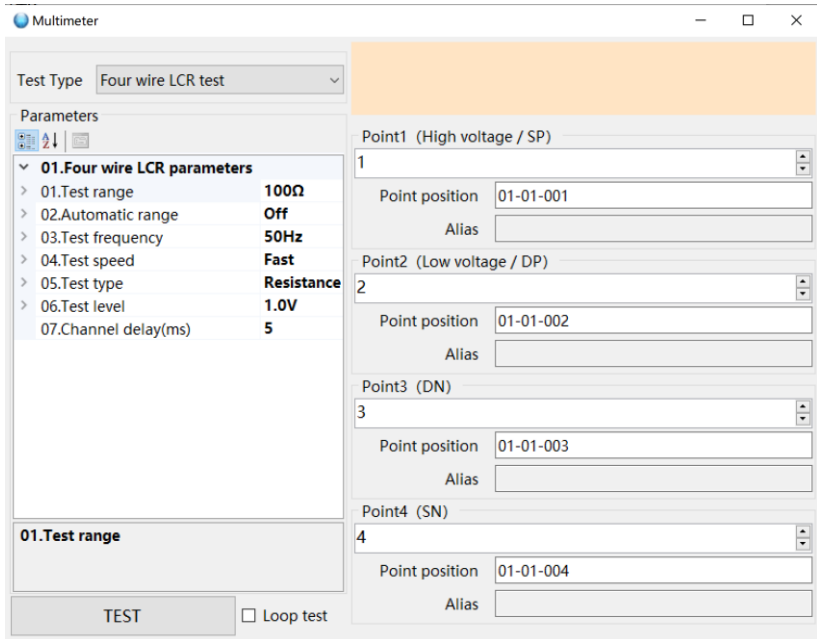 Multimeter
Test Type Four wire LCR test
Parameters
01.Four wire LCR parameters
01.Test range 100Ω
02.Automatic range Off
03.Test frequency 50Hz
04.Test speed Fast
05.Test type Resistance
06.Test level 1.0V
07.Channel delay(ms) 5
01.Test range
TEST Loop test
Point1 (High voltage / SP)
1
Point position 01-01-001
Alias
Point2 (Low voltage / DP)
2
Point position 01-01-002
Alias
Point3 (DN)
3
Point position 01-01-003
Alias
Point4 (SN)
4
Point position 01-01-004
Alias